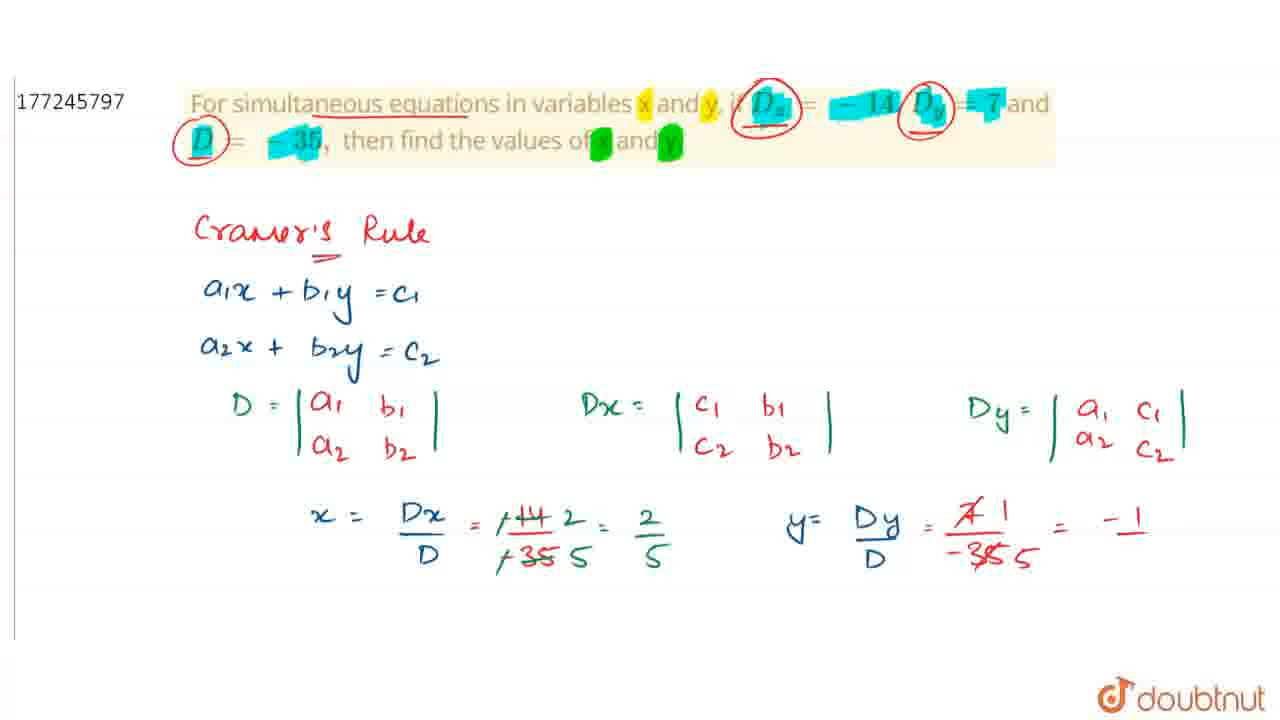 177245797
For simultaneous equations in variables x and y, if Dx = - 14, Dy = 7 and
D = - 35, then find the values of x and y
Cramer's Rule
a1x + b1y = c1
a2x + b2y = c2
D = | a1 b1 | Dx = | c1 b1 | Dy = | a1 c1 |
| a2 b2 | | c2 b2 | | a2 c2 |
x = Dx/D = -14 2/-35 5 = 2/5 y = Dy/D = 7 1/-35 5 = -1/
doubtnut